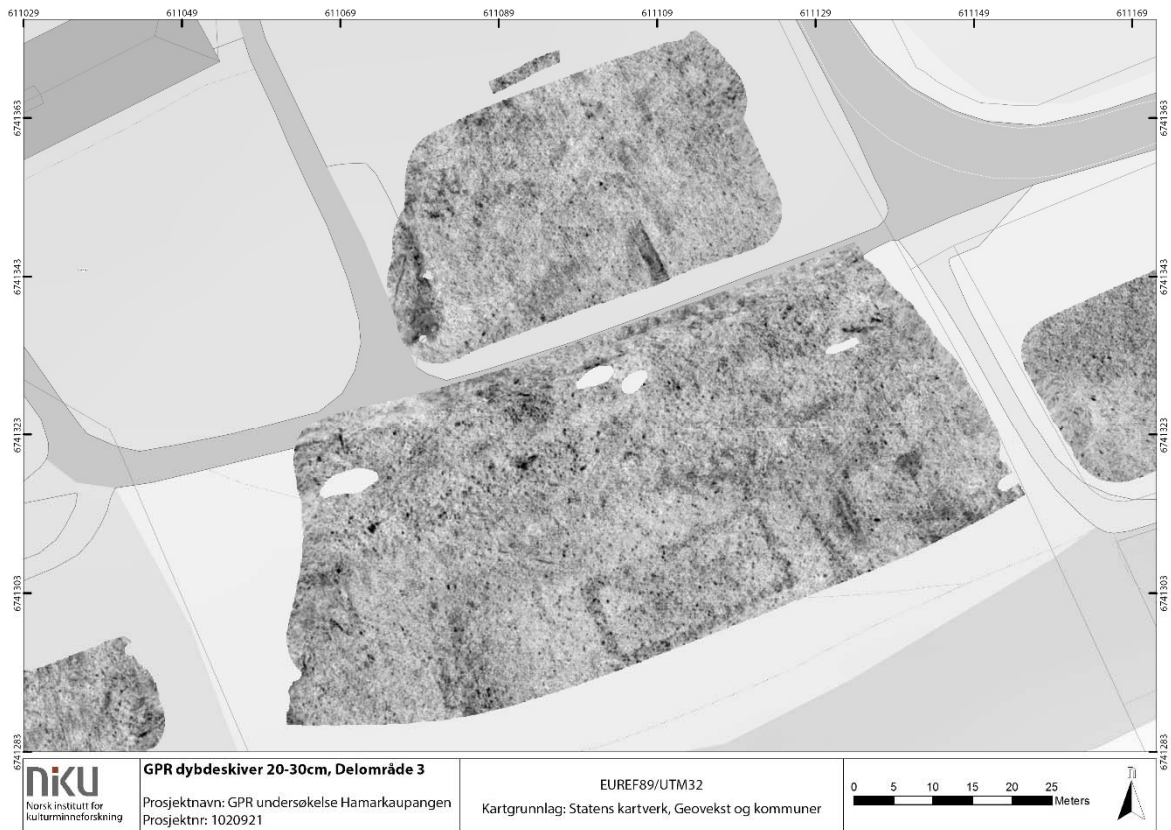 611029 611049 611069 611089 611109 611129 611149 611169
6741363 6741363
6741343 6741343
6741323 6741323
6741303 6741303
6741283 6741283
niku
Norsk institutt for
kulturminneforskning
GPR dybdeskiver 20-30cm, Delområde 3
Prosjektnavn: GPR undersøkelse Hamarkaupangen
Prosjektnr: 1020921
EUREF89/UTM32
Kartgrunnlag: Statens kartverk, Geovekst og kommuner
0 5 10 15 20 25
Meters